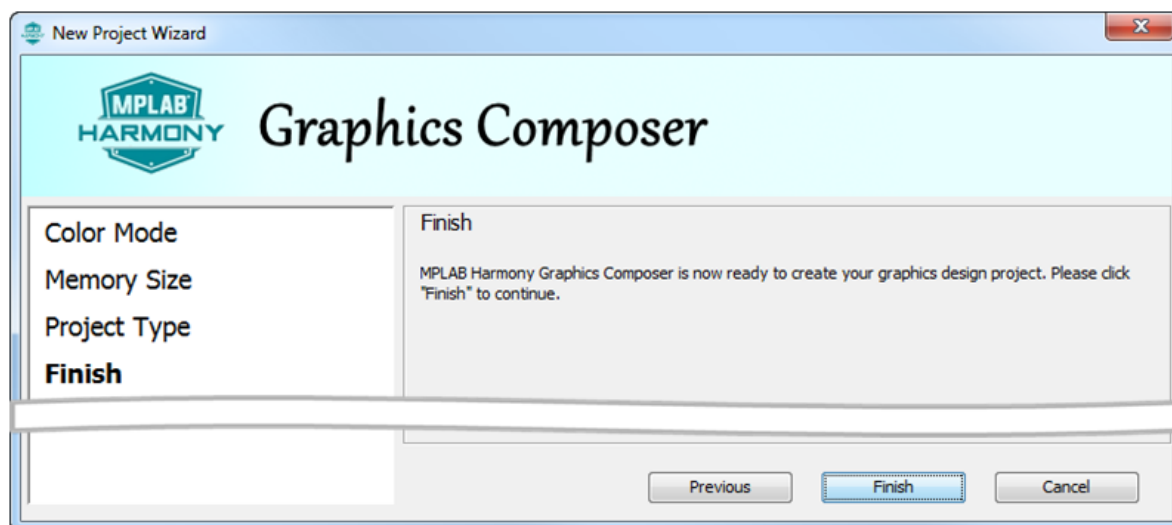 New Project Wizard
MPLAB
HARMONY
Graphics Composer
Color Mode
Memory Size
Project Type
Finish
Finish
MPLAB Harmony Graphics Composer is now ready to create your graphics design project. Please click
"Finish" to continue.
Previous
Finish
Cancel